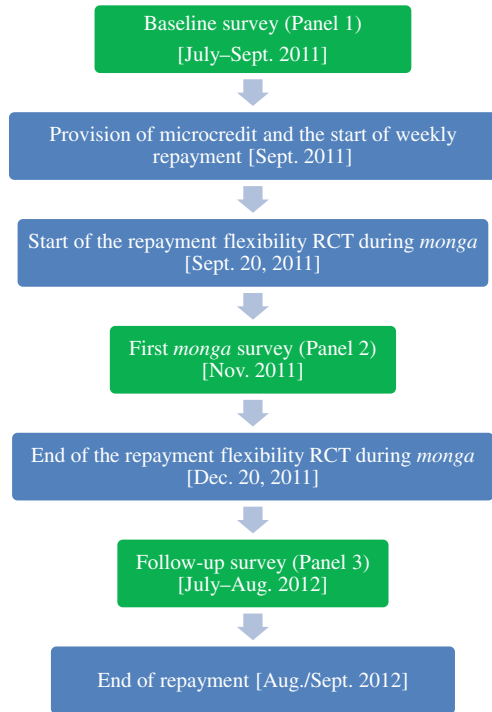 Baseline survey (Panel 1)
[July–Sept. 2011]
Provision of microcredit and the start of weekly
repayment [Sept. 2011]
Start of the repayment flexibility RCT during monga
[Sept. 20, 2011]
First monga survey (Panel 2)
[Nov. 2011]
End of the repayment flexibility RCT during monga
[Dec. 20, 2011]
Follow-up survey (Panel 3)
[July–Aug. 2012]
End of repayment [Aug./Sept. 2012]